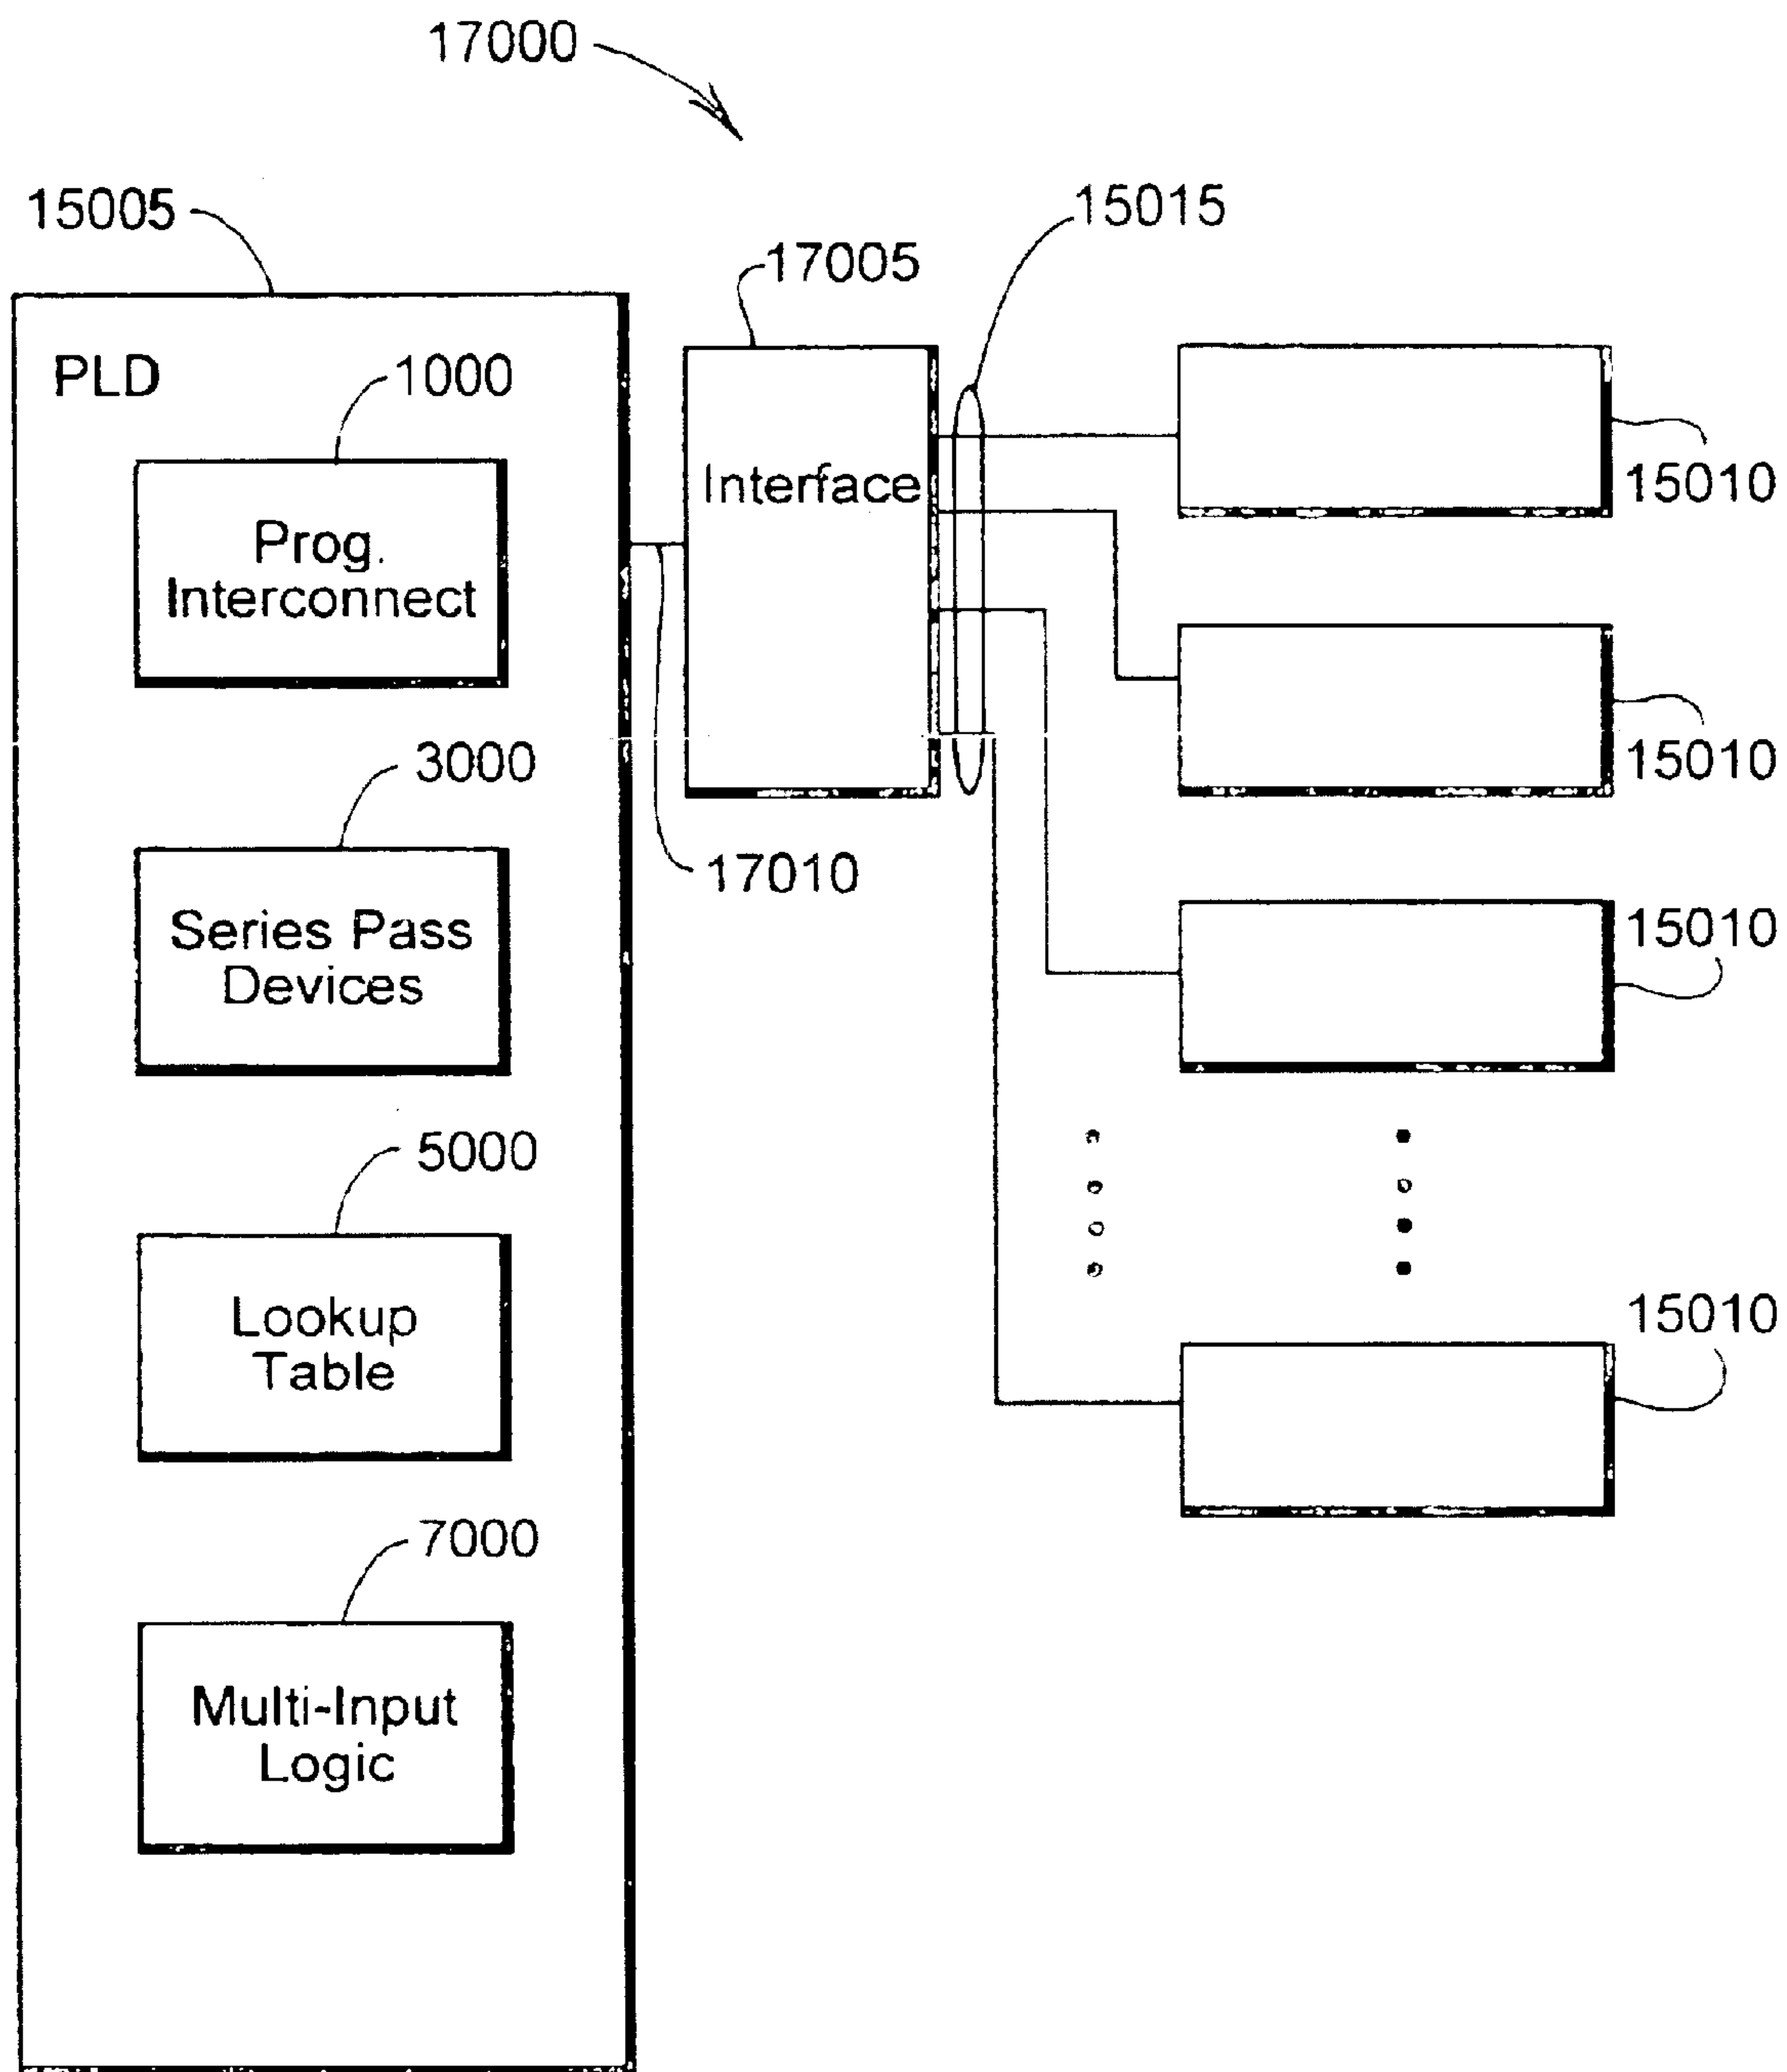 17000
15005
15015
17005
PLD
1000
Interface
15010
Prog.
Interconnect
15010
3000
17010
Series Pass
Devices
15010
5000
Lookup
Table
15010
7000
Multi-Input
Logic